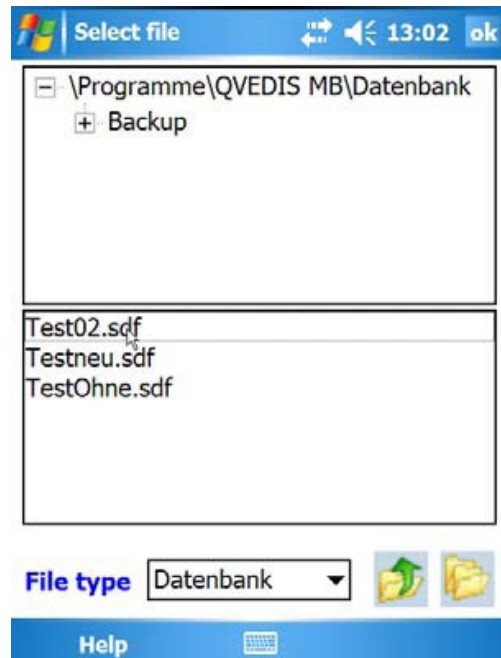 Select file 13:02 ok
\Programme\QVEDIS MB\Datenbank
Backup
Test02.sdf
Testneu.sdf
TestOhne.sdf
File type Datenbank
Help